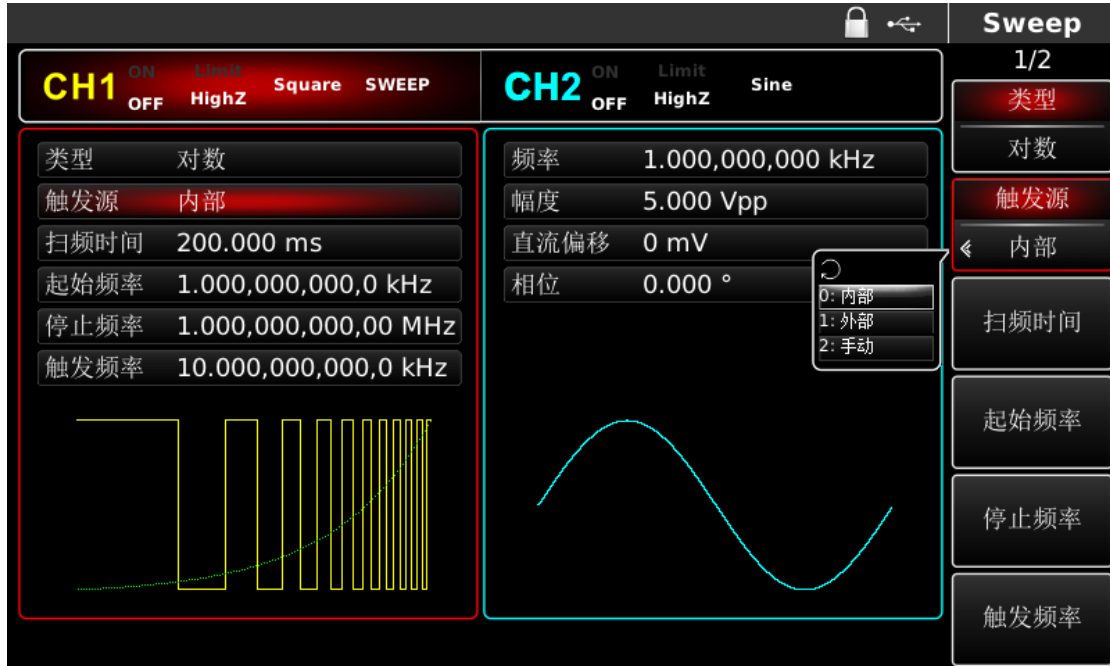 Sweep
1/2
CH1 ON OFF Limit HighZ Square SWEEP
CH2 ON OFF Limit HighZ Sine
类型 对数
触发源 内部
扫频时间 200.000 ms
起始频率 1.000,000,000,0 kHz
停止频率 1.000,000,000,00 MHz
触发频率 10.000,000,000,0 kHz
频率 1.000,000,000 kHz
幅度 5.000 Vpp
直流偏移 0 mV
相位 0.000 °
0: 内部
1: 外部
2: 手动
类型
对数
触发源
« 内部
扫频时间
起始频率
停止频率
触发频率